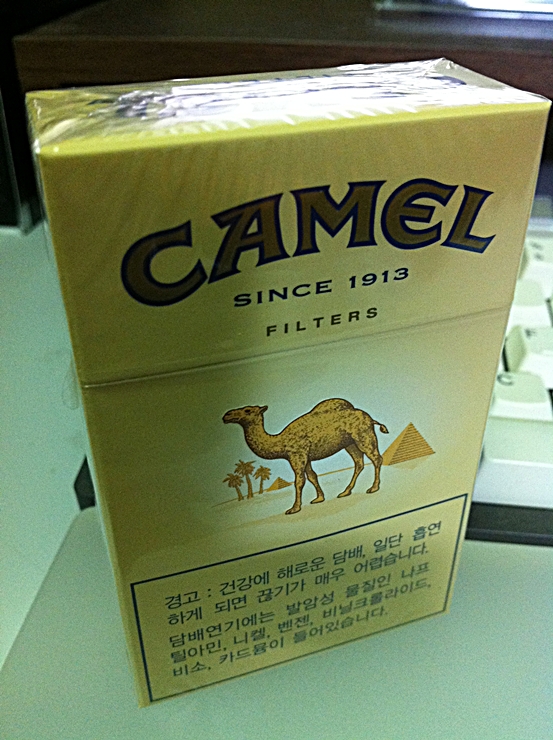 CAMEL
SINCE 1913
FILTERS
경고 : 건강에 해로운 담배, 일단 흡연
하게 되면 끊기가 매우 어렵습니다.
담배연기에는 발암성 물질인 나프
틸아민, 니켈, 벤젠, 비닐크롤라이드,
비소, 카드뮴이 들어있습니다.
C